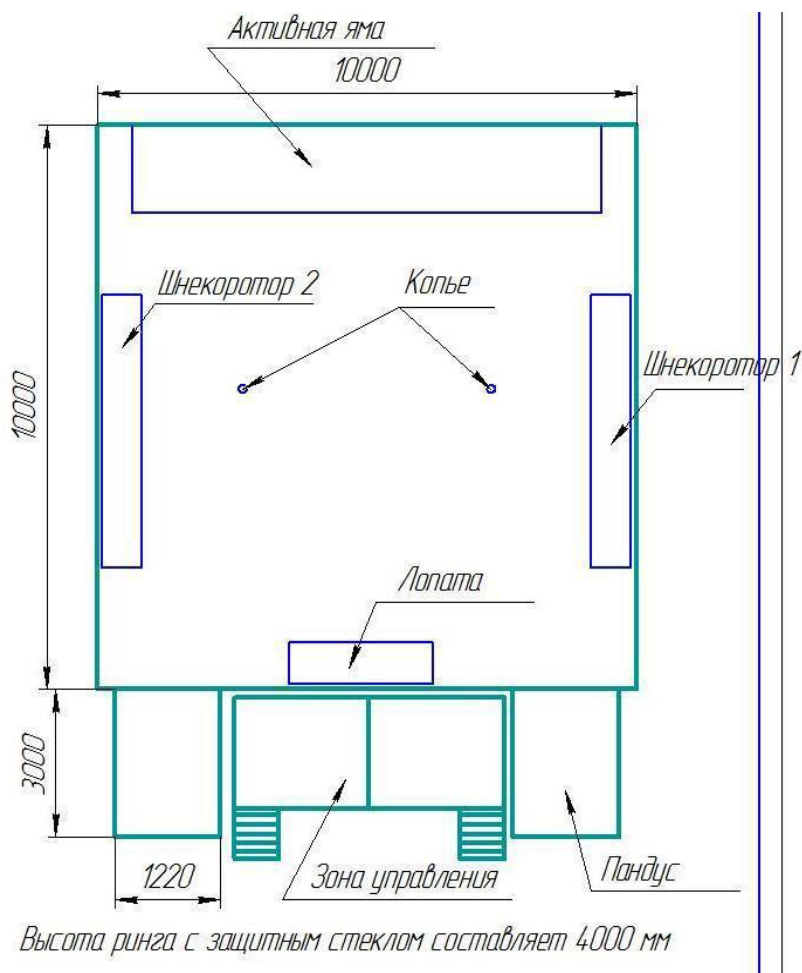 Активная яма
10000
Шнекоротор 2
Копье
Шнекоротор 1
10000
Лопата
3000
1220
Зона управления
Пандус
Высота ринга с защитным стеклом составляет 4000 мм